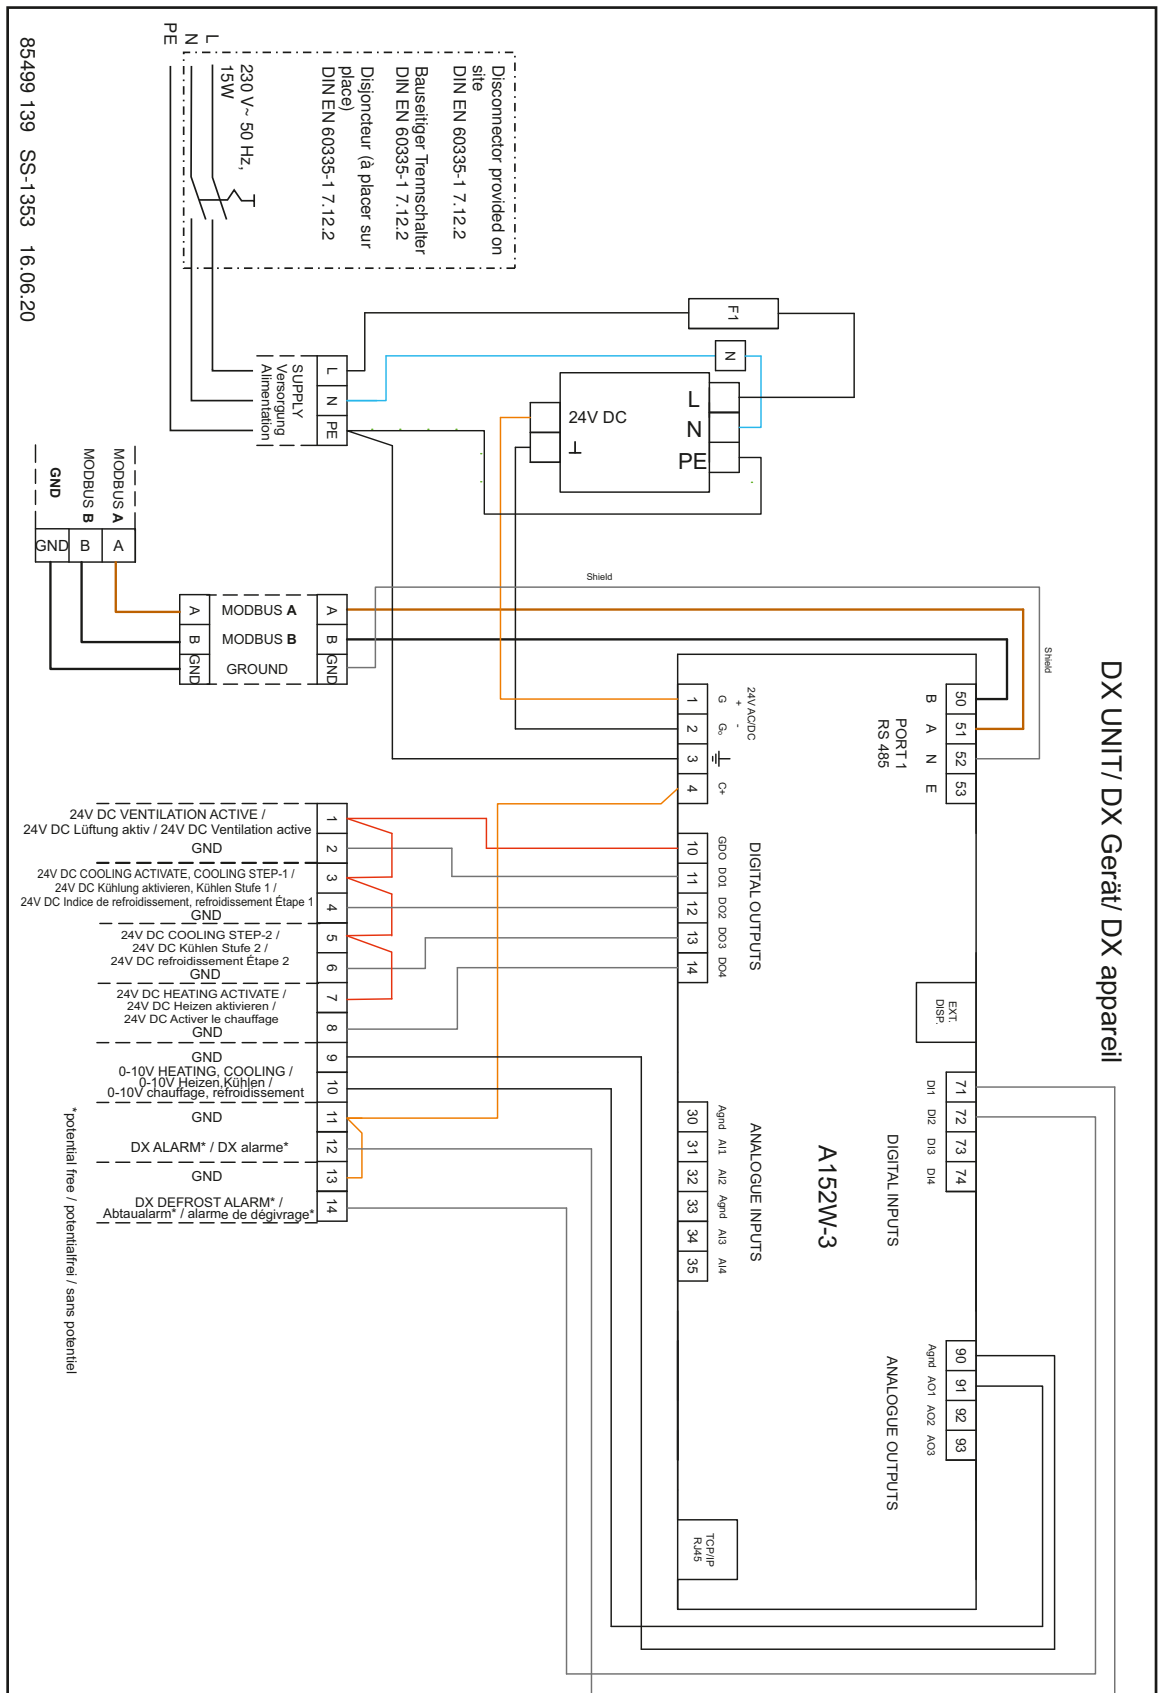 DX UNIT/ DX Gerät/ DX appareil
L
N
PE
230 V~ 50 Hz,
15W
Disconnector provided on
site
DIN EN 60335-1 7.12.2
Bauseitiger Trennschalter
DIN EN 60335-1 7.12.2
Disjoncteur (à placer sur
place)
DIN EN 60335-1 7.12.2
85499 139 SS-1353 16.06.20
F1
N
L
N
PE
24V DC
⊥
SUPPLY
Versorgung
Alimentation
L
N
PE
MODBUS A
MODBUS B
GND
A
B
GND
A
B
GND
MODBUS A
MODBUS B
GROUND
A
B
GND
Shield
Shield
50
51
52
53
B
A
N
E
PORT 1
RS 485
24V AC/DC
+
-
G
G0
C+
1
2
3
4
EXT.
DISP.
A152W-3
DIGITAL OUTPUTS
10
11
12
13
14
GDO
DO1
DO2
DO3
DO4
DIGITAL INPUTS
71
72
73
74
DI1
DI2
DI3
DI4
ANALOGUE INPUTS
30
31
32
33
34
35
Agnd
AI1
AI2
Agnd
AI3
AI4
ANALOGUE OUTPUTS
90
91
92
93
Agnd
AO1
AO2
AO3
TCP/IP
RJ45
24V DC VENTILATION ACTIVE /
24V DC Lüftung aktiv / 24V DC Ventilation active
GND
24V DC COOLING ACTIVATE, COOLING STEP-1 /
24V DC Kühlung aktivieren, Kühlen Stufe 1 /
24V DC Indice de refroidissement, refroidissement Étape 1
GND
24V DC COOLING STEP-2 /
24V DC Kühlen Stufe 2 /
24V DC refroidissement Étape 2
GND
24V DC HEATING ACTIVATE /
24V DC Heizen aktivieren /
24V DC Activer le chauffage
GND
GND
0-10V HEATING, COOLING /
0-10V Heizen,Kühlen /
0-10V chauffage, refroidissement
GND
DX ALARM* / DX alarme*
GND
DX DEFROST ALARM* /
Abtaualarm* / alarme de dégivrage*
1
2
3
4
5
6
7
8
9
10
11
12
13
14
*potential free / potentialfrei / sans potentiel